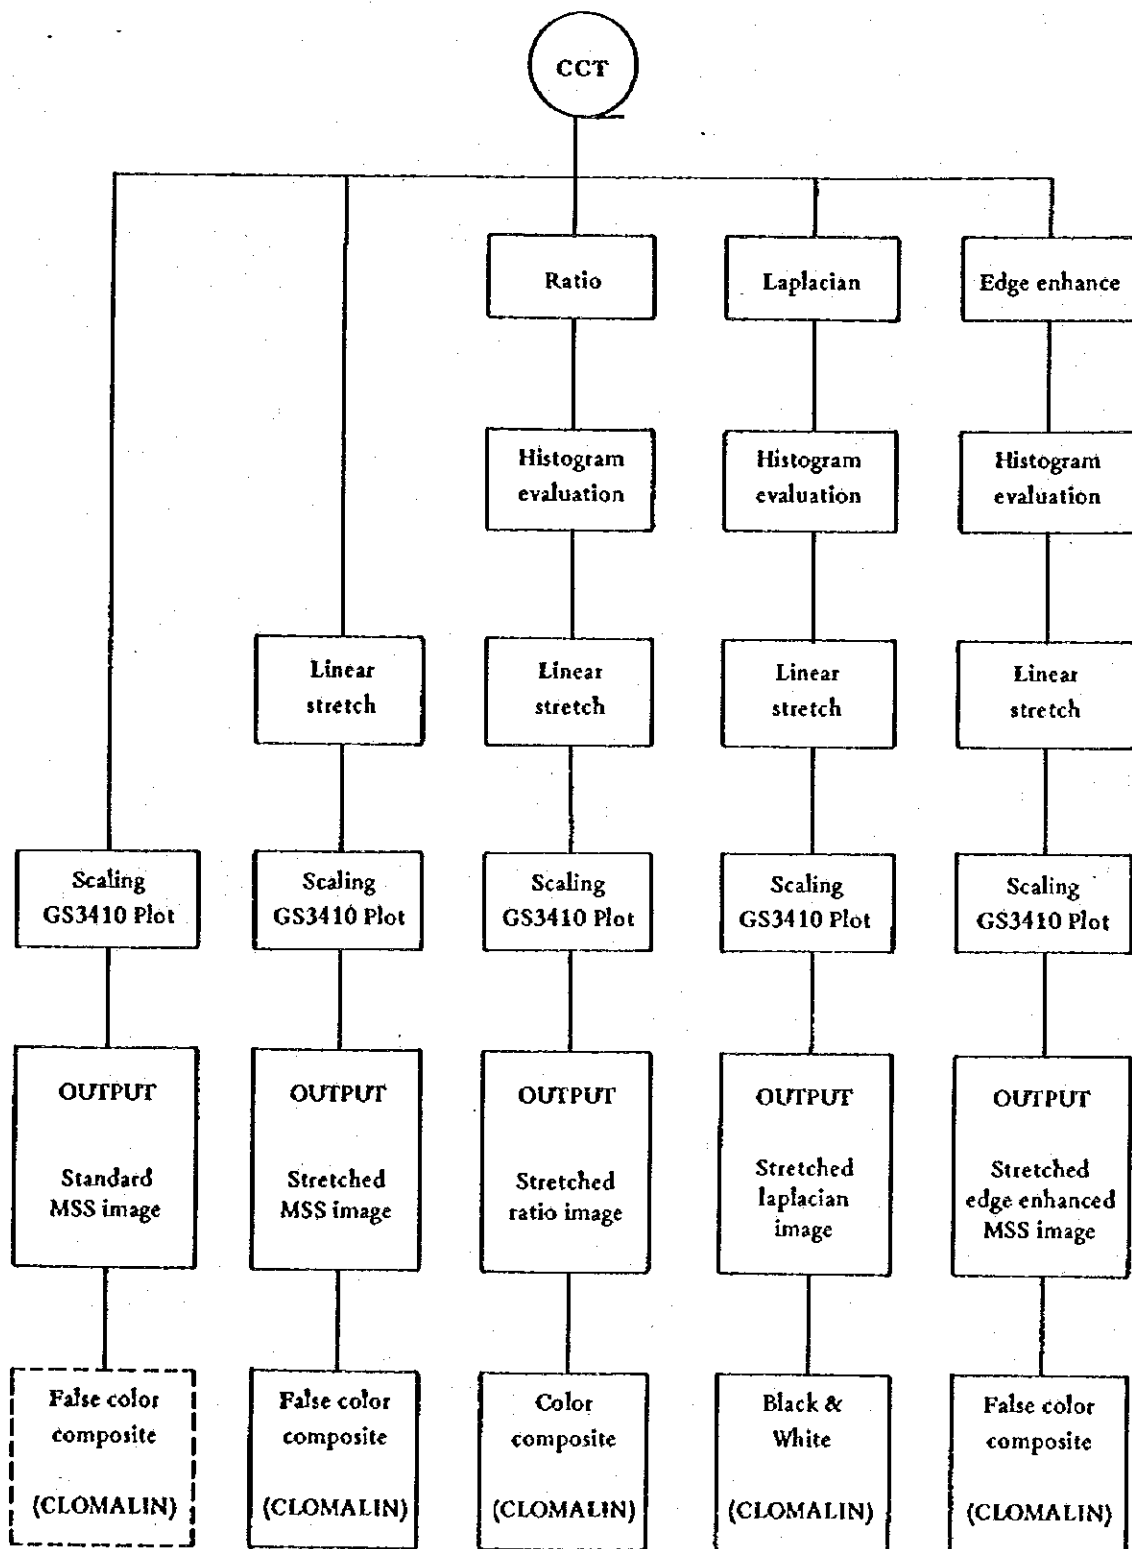 CCT
Ratio
Laplacian
Edge enhance
Histogram
evaluation
Histogram
evaluation
Histogram
evaluation
Linear
stretch
Linear
stretch
Linear
stretch
Linear
stretch
Scaling
GS3410 Plot
Scaling
GS3410 Plot
Scaling
GS3410 Plot
Scaling
GS3410 Plot
Scaling
GS3410 Plot
OUTPUT
Standard
MSS image
OUTPUT
Stretched
MSS image
OUTPUT
Stretched
ratio image
OUTPUT
Stretched
laplacian
image
OUTPUT
Stretched
edge enhanced
MSS image
False color
composite
(CLOMALIN)
False color
composite
(CLOMALIN)
Color
composite
(CLOMALIN)
Black &
White
(CLOMALIN)
False color
composite
(CLOMALIN)